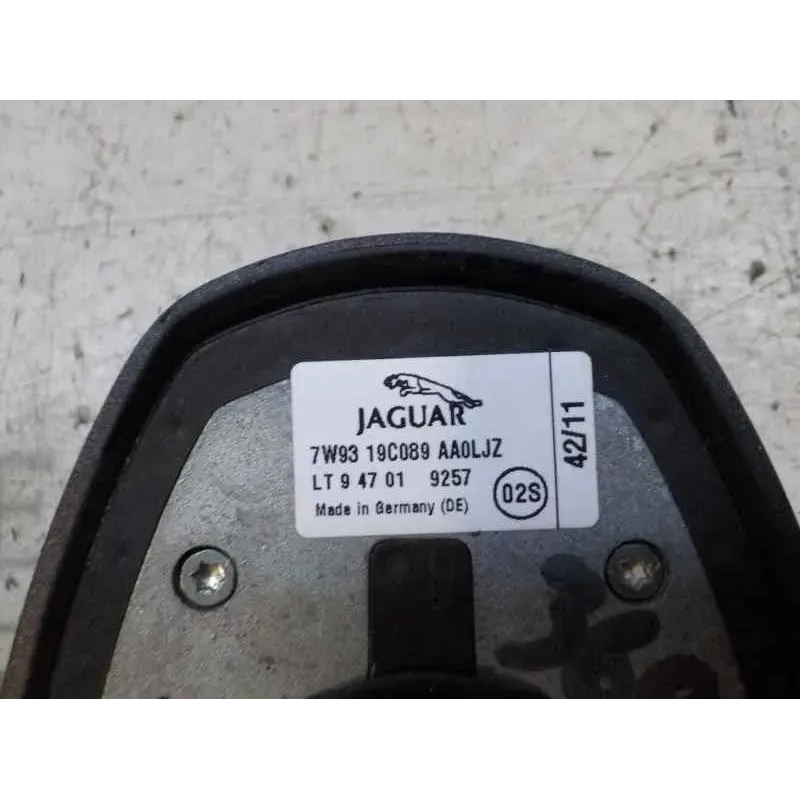 JAGUAR
7W93 19C089 AA0LJZ
LT 9 47 01 9257
Made in Germany (DE)
02S
42/11